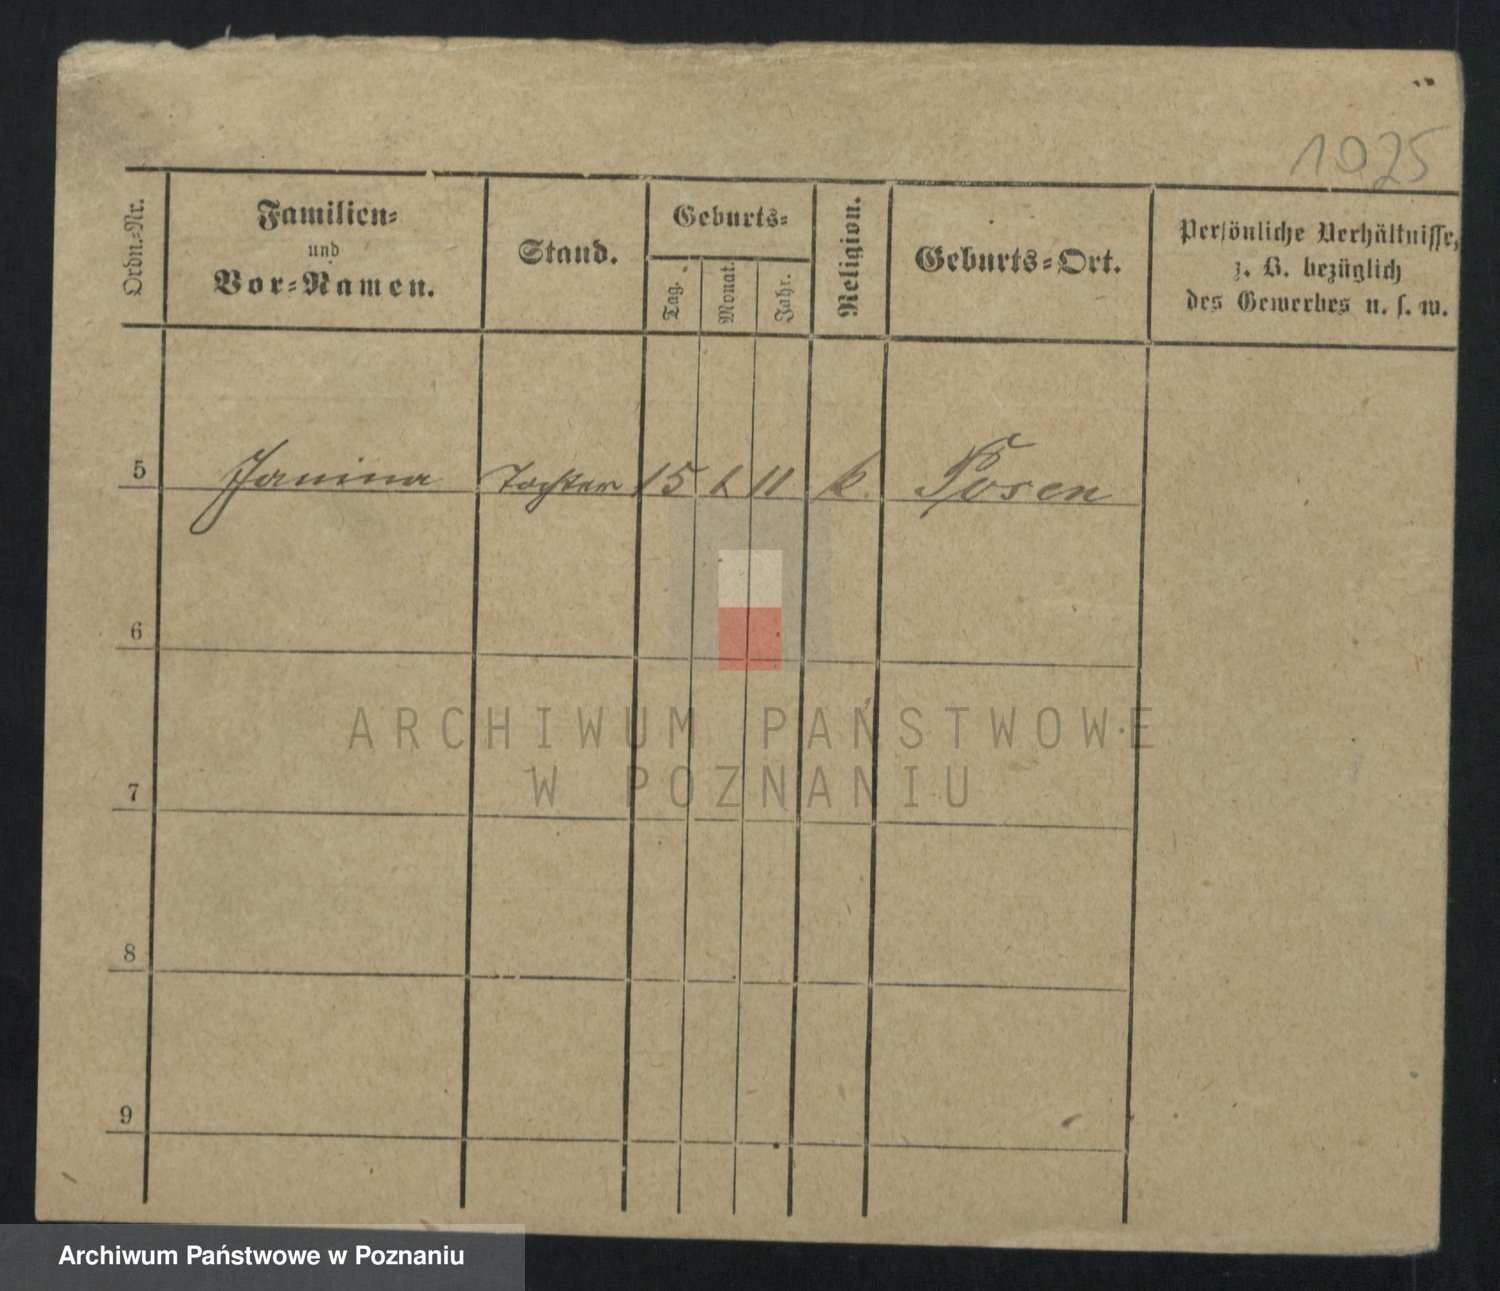 1025
Ordn.-Nr.
Familien-
und
Vor-Namen.
Stand.
Geburts-
Tag.
Monat.
Jahr.
Religion.
Geburts-Ort.
Persönliche Verhältnisse,
z. B. bezüglich
des Gewerbes u. s. w.
5 Janina Tochter 15 1 11 k. Posen
6
7
8
9
ARCHIWUM PAŃSTWOWE
W POZNANIU
Archiwum Państwowe w Poznaniu